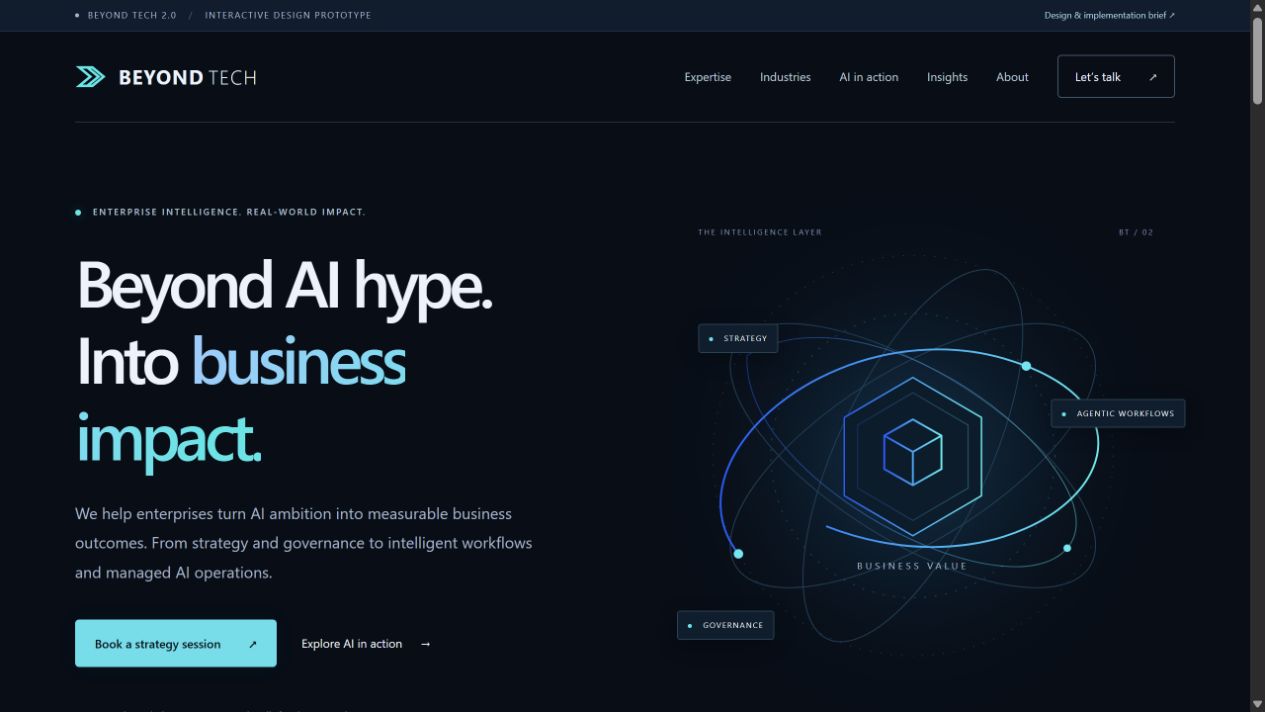 BEYOND TECH 2.0 / INTERACTIVE DESIGN PROTOTYPE
Design & implementation brief ↗
BEYOND TECH
Expertise
Industries
AI in action
Insights
About
Let's talk ↗
ENTERPRISE INTELLIGENCE. REAL-WORLD IMPACT.
Beyond AI hype.
Into business
impact.
We help enterprises turn AI ambition into measurable business
outcomes. From strategy and governance to intelligent workflows
and managed AI operations.
Book a strategy session ↗
Explore AI in action →
THE INTELLIGENCE LAYER
BT / 02
STRATEGY
AGENTIC WORKFLOWS
BUSINESS VALUE
GOVERNANCE